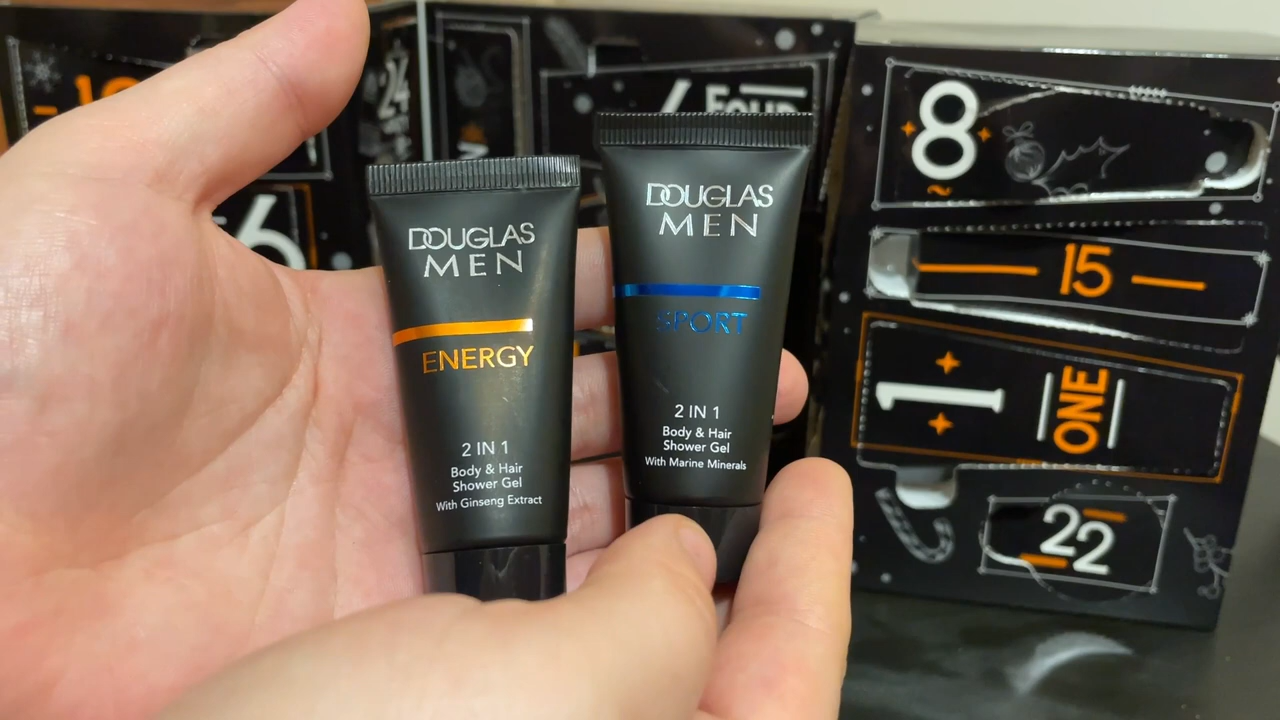 DOUGLAS
MEN
ENERGY
2 IN 1
Body & Hair
Shower Gel
With Ginseng Extract
DOUGLAS
MEN
SPORT
2 IN 1
Body & Hair
Shower Gel
With Marine Minerals
24
6
FOUR
8
15
1
ONE
22